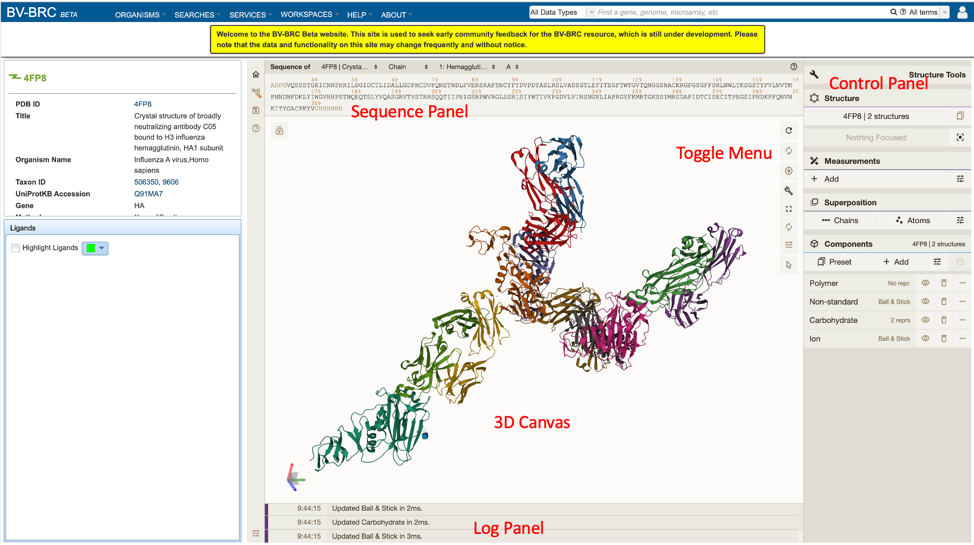 BV-BRC BETA
ORGANISMS SEARCHES SERVICES WORKSPACES HELP ABOUT
All Data Types Find a gene, genome, microarray, etc All terms
Welcome to the BV-BRC Beta website. This site is used to seek early community feedback for the BV-BRC resource, which is still under development. Please
note that the data and functionality on this site may change frequently and without notice.
4FP8
PDB ID 4FP8
Title Crystal structure of broadly
neutralizing antibody C05
bound to H3 influenza
hemagglutinin, HA1 subunit
Organism Name Influenza A virus,Homo
sapiens
Taxon ID 506350, 9606
UniProtKB Accession Q91MA7
Gene HA
Ligands
Highlight Ligands
Sequence of 4FP8 | Crysta... Chain 1: Hemaggluti... A
Sequence Panel
Toggle Menu
3D Canvas
9:44:15 Updated Ball & Stick in 2ms.
9:44:15 Updated Carbohydrate in 2ms.
9:44:15 Updated Ball & Stick in 3ms.
Log Panel
Structure Tools
Control Panel
Structure
4FP8 | 2 structures
Nothing Focused
Measurements
+ Add
Superposition
Chains Atoms
Components 4FP8 | 2 structures
Preset + Add
Polymer No repr.
Non-standard Ball & Stick
Carbohydrate 2 reprs
Ion Ball & Stick